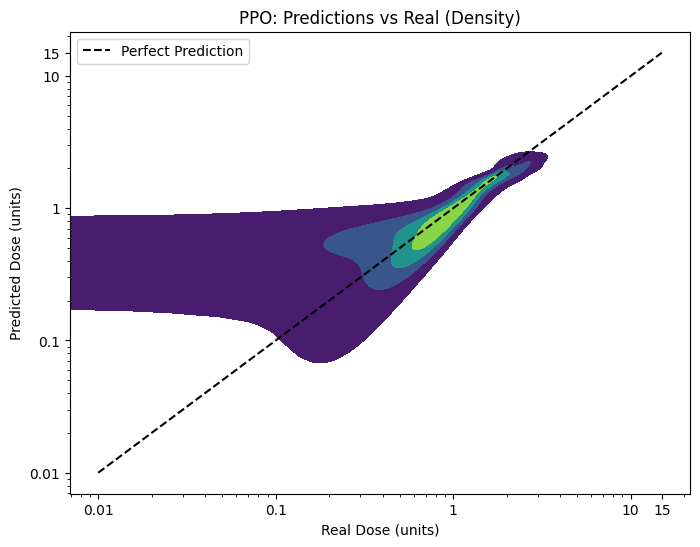 PPO: Predictions vs Real (Density)
Perfect Prediction
Predicted Dose (units)
15
10
1
0.1
0.01
0.01
0.1
1
10
15
Real Dose (units)